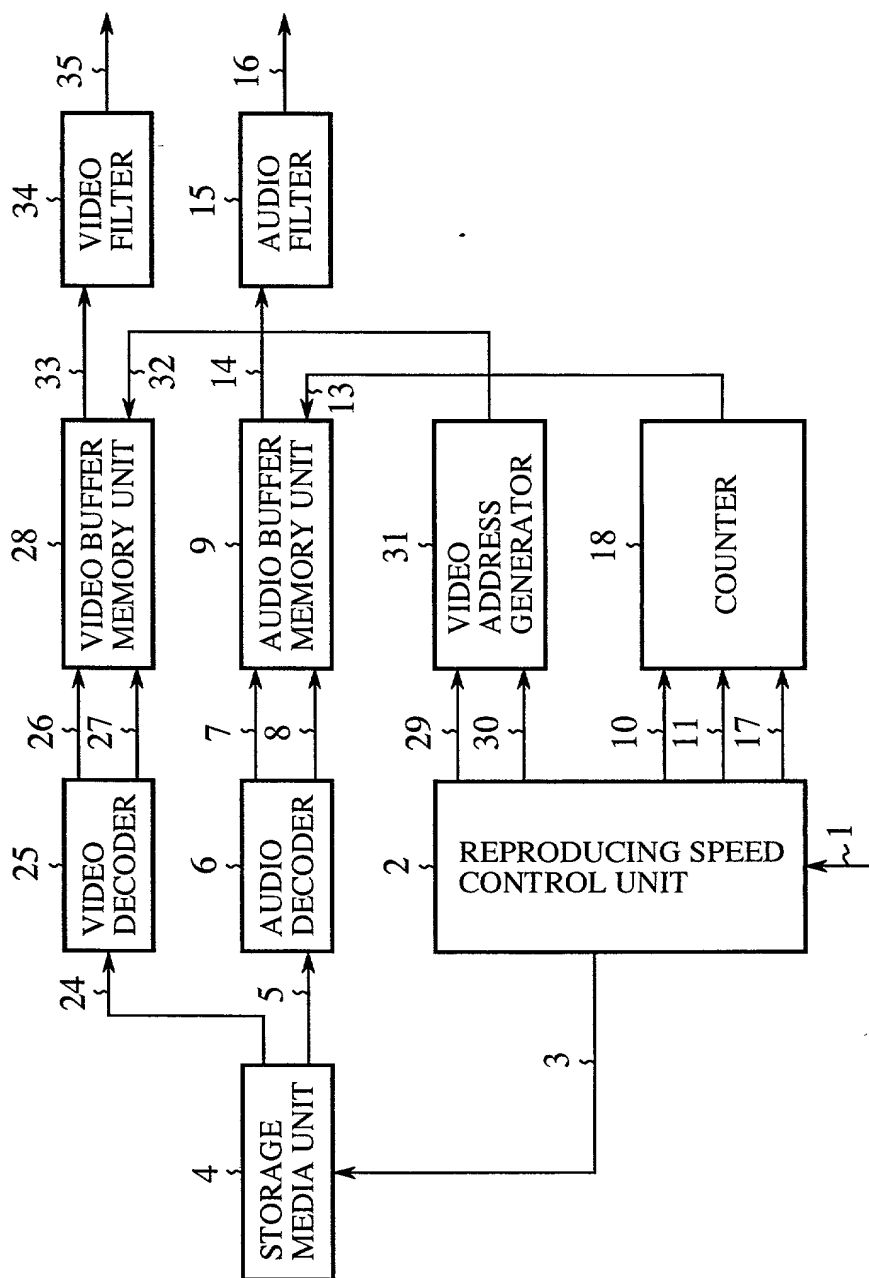 34
VIDEO
FILTER
35
15
AUDIO
FILTER
16
33
32
14
13
28
VIDEO BUFFER
MEMORY UNIT
9
AUDIO BUFFER
MEMORY UNIT
31
VIDEO
ADDRESS
GENERATOR
18
COUNTER
26
27
7
8
29
30
10
11
17
25
VIDEO
DECODER
6
AUDIO
DECODER
2
REPRODUCING SPEED
CONTROL UNIT
1
24
5
3
4
STORAGE
MEDIA UNIT